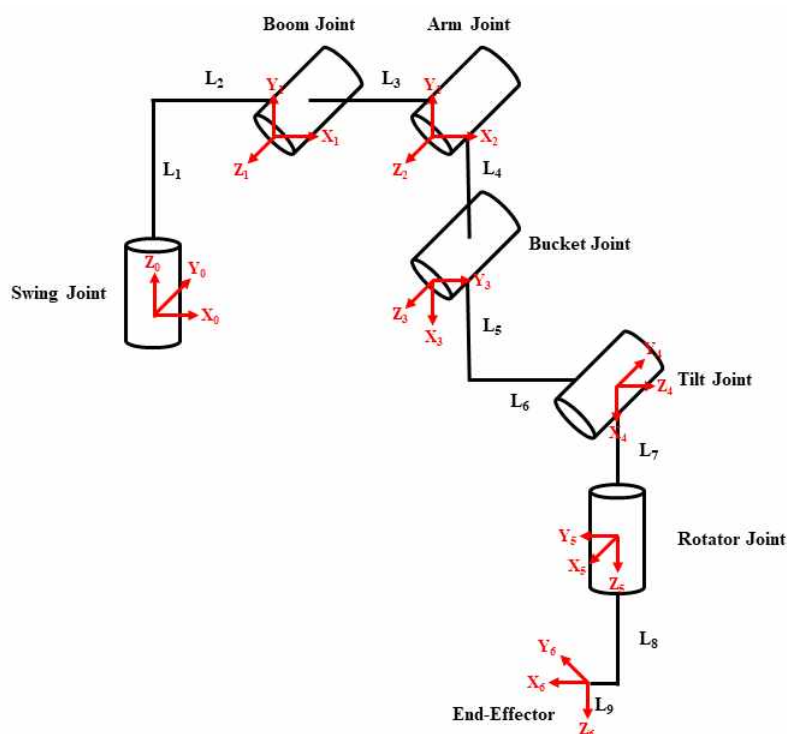 Boom Joint
Arm Joint
L₂
L₃
Y₂
X₁
X₂
Z₁
Z₂
L₁
L₄
Bucket Joint
Z₀
Y₀
Swing Joint
X₀
Y₃
Z₃
X₃
L₅
Tilt Joint
Z₄
L₆
X₄
L₇
Y₅
Rotator Joint
X₅
Z₅
L₈
Y₆
X₆
L₉
End-Effector
Z₆